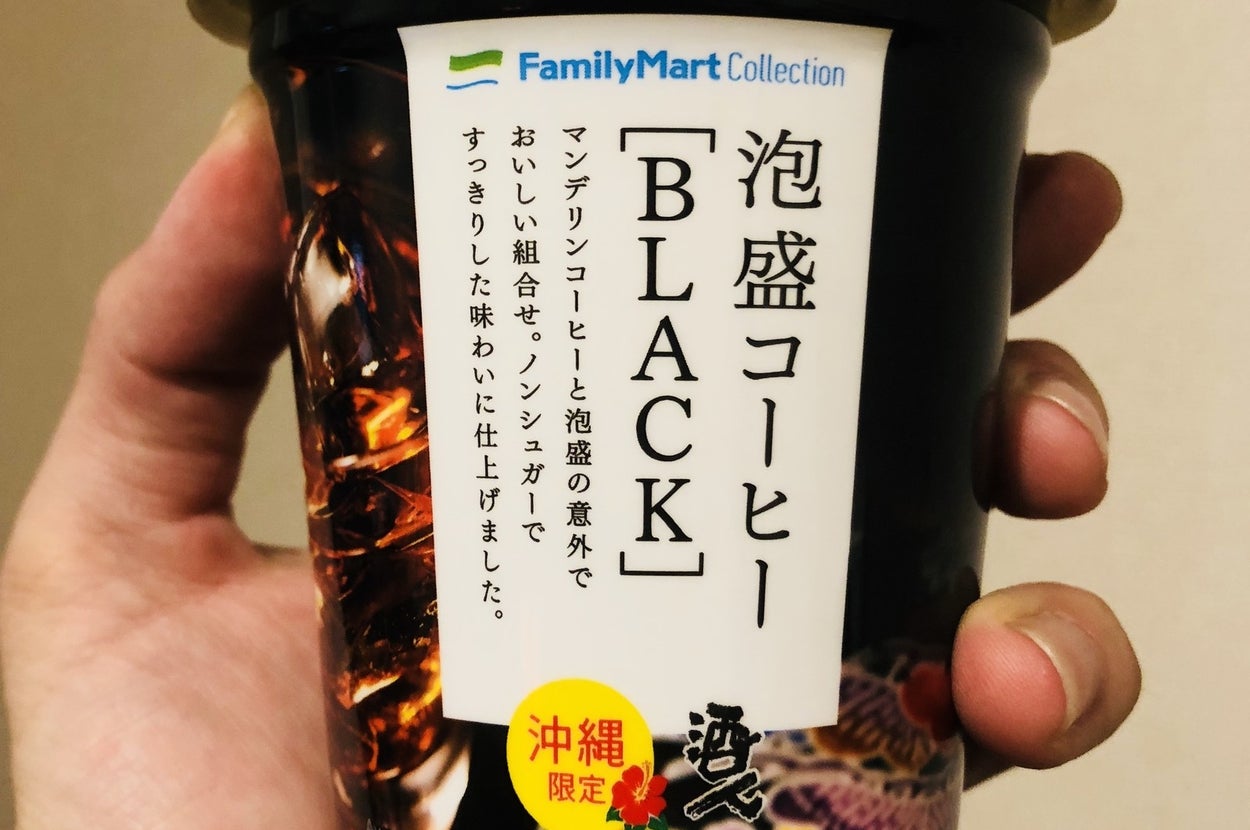 FamilyMart Collection
泡盛コーヒー
[BLACK]
マンデリンコーヒーと泡盛の意外で
おいしい組合せ。ノンシュガーで
すっきりした味わいに仕上げました。
沖縄
限定
酒